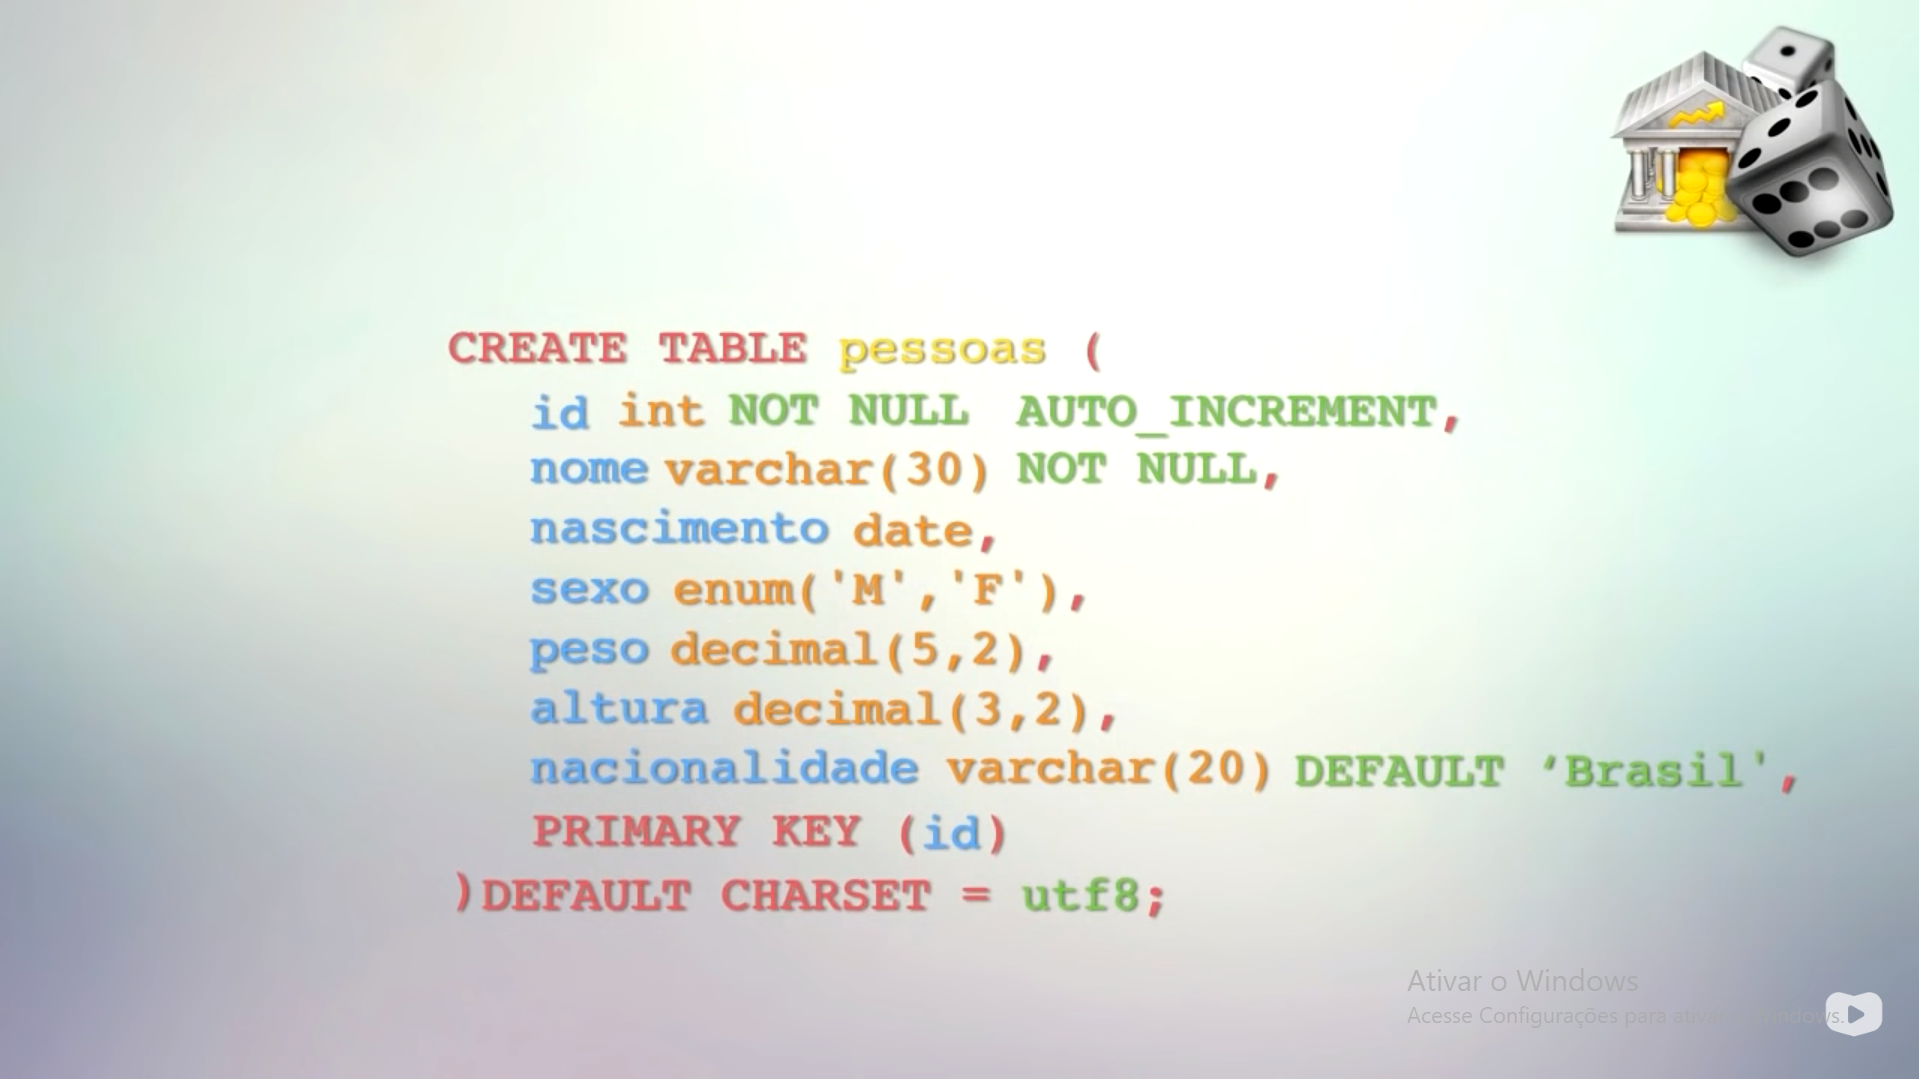 CREATE TABLE pessoas (
id int NOT NULL AUTO_INCREMENT,
nome varchar(30) NOT NULL,
nascimento date,
sexo enum('M','F'),
peso decimal(5,2),
altura decimal(3,2),
nacionalidade varchar(20) DEFAULT ‘Brasil',
PRIMARY KEY (id)
)DEFAULT CHARSET = utf8;
Ativar o Windows
Acesse Configurações para ativar o Windows.